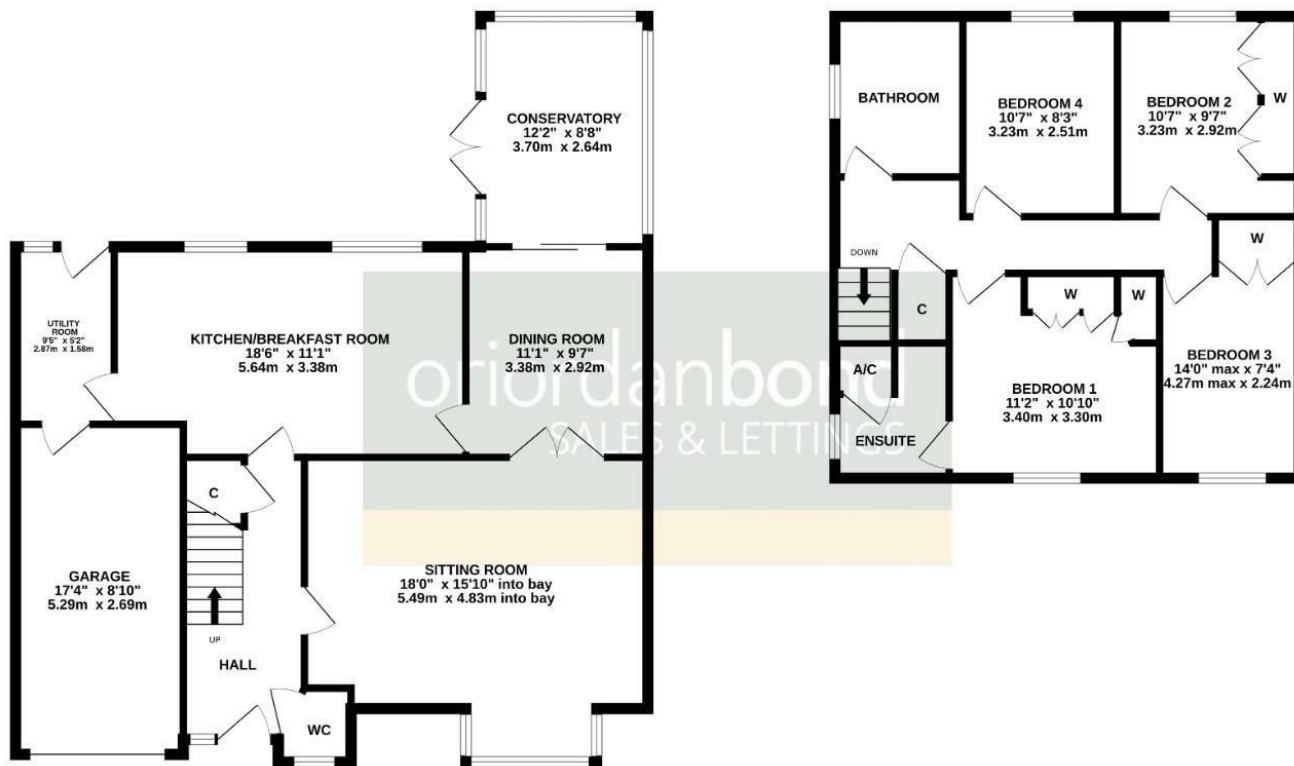 CONSERVATORY
12'2" x 8'8"
3.70m x 2.64m
UTILITY
ROOM
9'5" x 5'2"
2.87m x 1.58m
KITCHEN/BREAKFAST ROOM
18'6" x 11'1"
5.64m x 3.38m
DINING ROOM
11'1" x 9'7"
3.38m x 2.92m
C
GARAGE
17'4" x 8'10"
5.29m x 2.69m
UP
HALL
WC
SITTING ROOM
18'0" x 15'10" into bay
5.49m x 4.83m into bay
BATHROOM
BEDROOM 4
10'7" x 8'3"
3.23m x 2.51m
BEDROOM 2
10'7" x 9'7"
3.23m x 2.92m
W
DOWN
C
W
W
W
A/C
ENSUITE
BEDROOM 1
11'2" x 10'10"
3.40m x 3.30m
BEDROOM 3
14'0" max x 7'4"
4.27m max x 2.24m
oriordanbond
SALES & LETTINGS